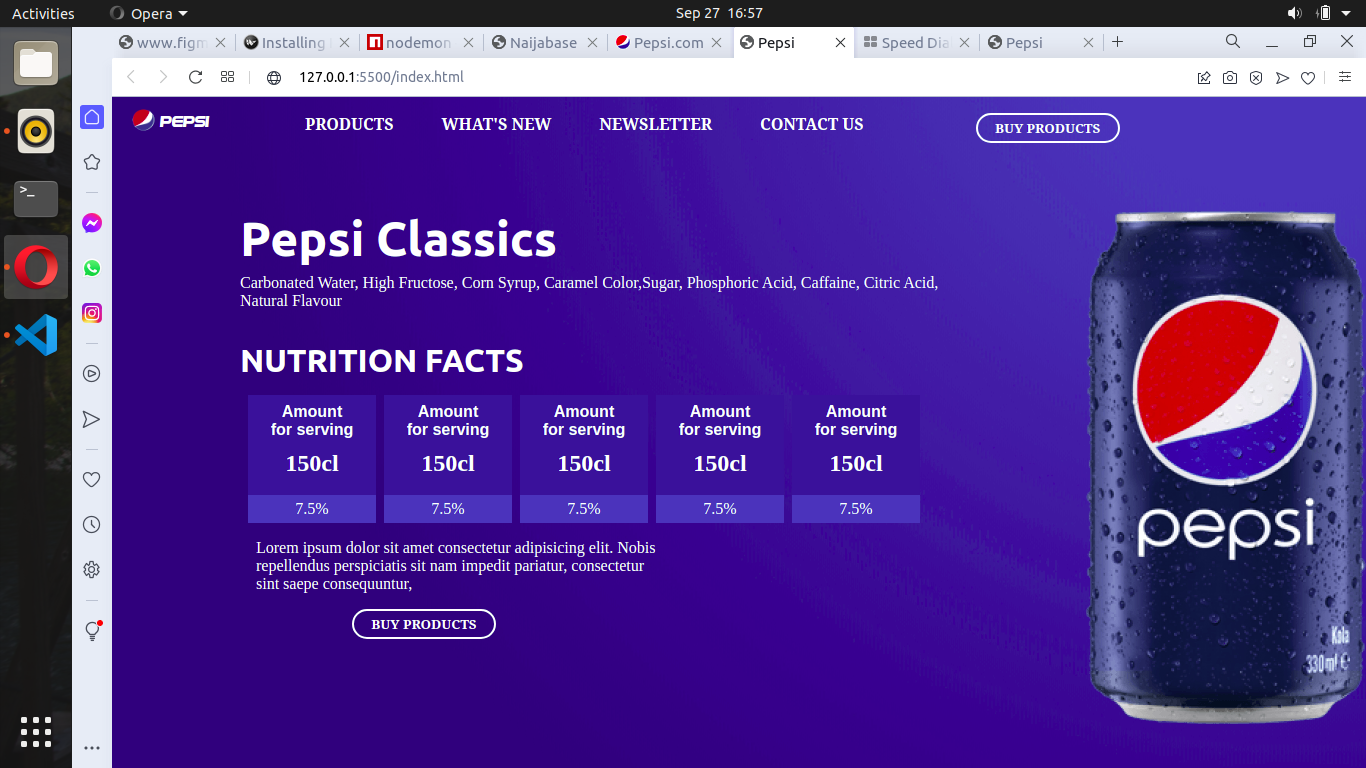 Activities
Opera
Sep 27 16:57
www.figm
Installing
nodemon
Naijabase
Pepsi.com
Pepsi
Speed Dia
Pepsi
127.0.0.1:5500/index.html
PEPSI
PRODUCTS
WHAT'S NEW
NEWSLETTER
CONTACT US
BUY PRODUCTS
Pepsi Classics
Carbonated Water, High Fructose, Corn Syrup, Caramel Color,Sugar, Phosphoric Acid, Caffaine, Citric Acid,
Natural Flavour
NUTRITION FACTS
Amount
for serving
150cl
7.5%
Amount
for serving
150cl
7.5%
Amount
for serving
150cl
7.5%
Amount
for serving
150cl
7.5%
Amount
for serving
150cl
7.5%
Lorem ipsum dolor sit amet consectetur adipisicing elit. Nobis
repellendus perspiciatis sit nam impedit pariatur, consectetur
sint saepe consequuntur,
BUY PRODUCTS
pepsi
Kola
330ml e